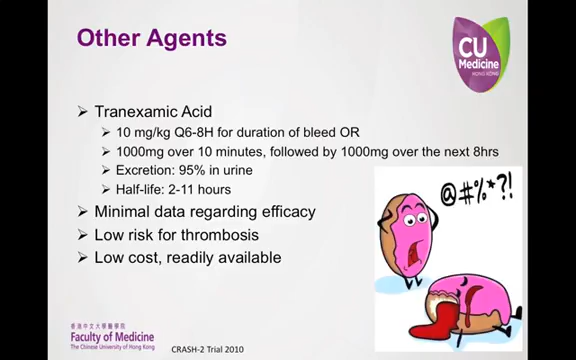 Other Agents
CU
Medicine
HONG KONG
➢ Tranexamic Acid
➢ 10 mg/kg Q6-8H for duration of bleed OR
➢ 1000mg over 10 minutes, followed by 1000mg over the next 8hrs
➢ Excretion: 95% in urine
➢ Half-life: 2-11 hours
➢ Minimal data regarding efficacy
➢ Low risk for thrombosis
➢ Low cost, readily available
@#%*?!
香港中文大學醫學院
Faculty of Medicine
The Chinese University of Hong Kong
CRASH-2 Trial 2010